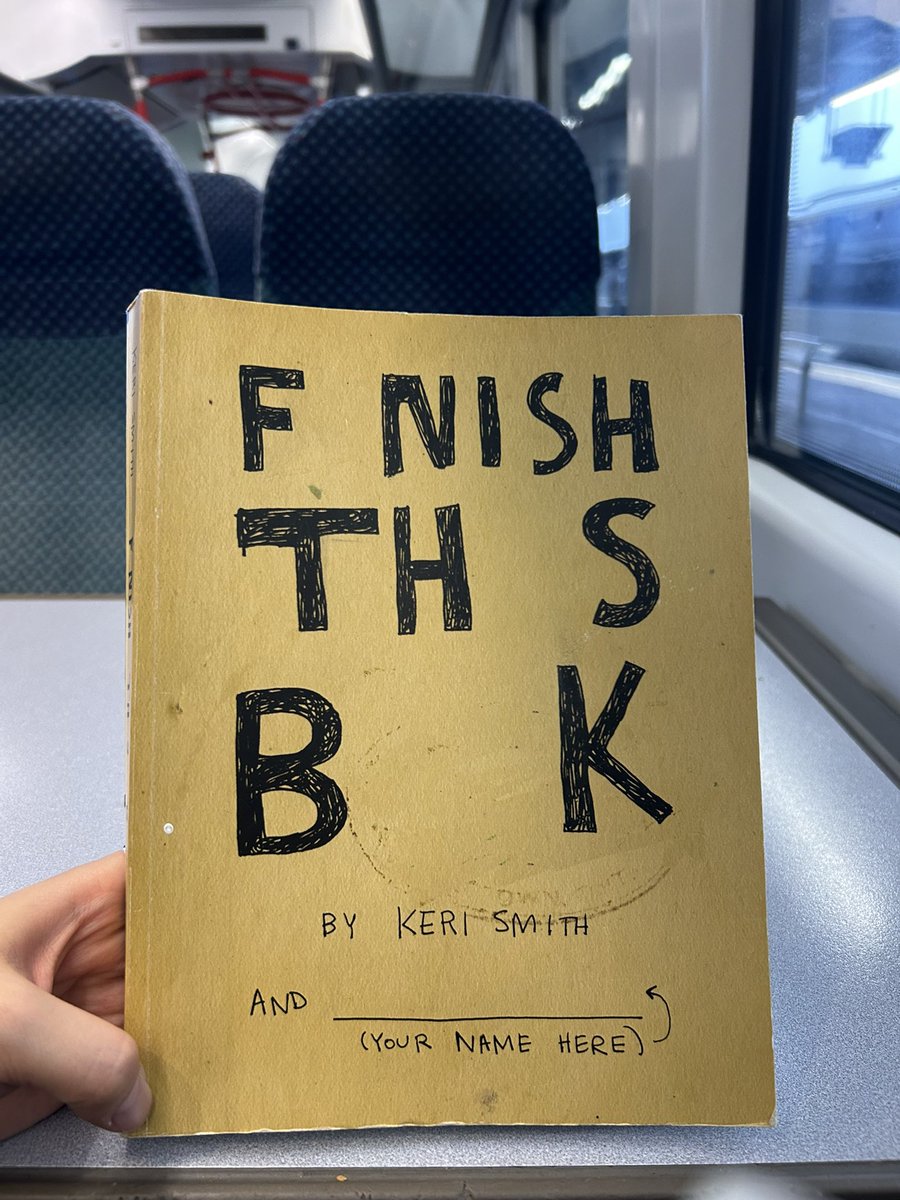 F NISH
TH S
B K
BY KERI SMITH
AND
(YOUR NAME HERE)